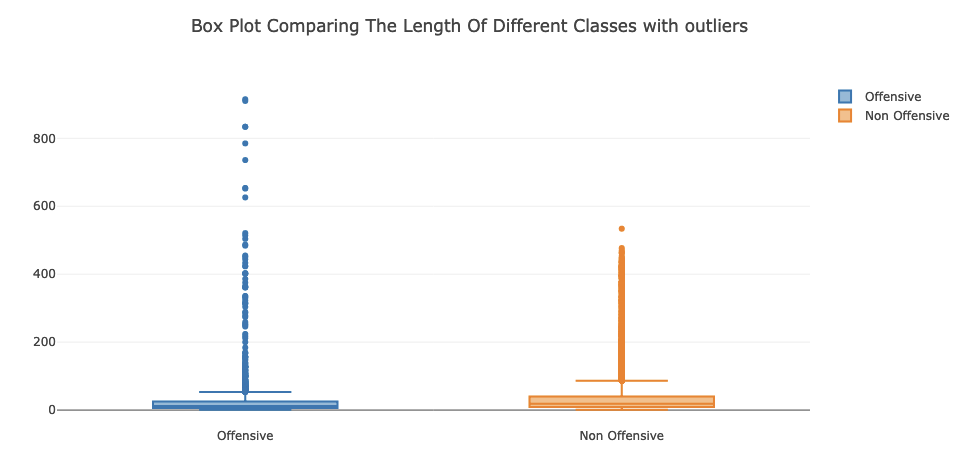 Box Plot Comparing The Length Of Different Classes with outliers
Offensive
Non Offensive
800
600
400
200
0
Offensive
Non Offensive